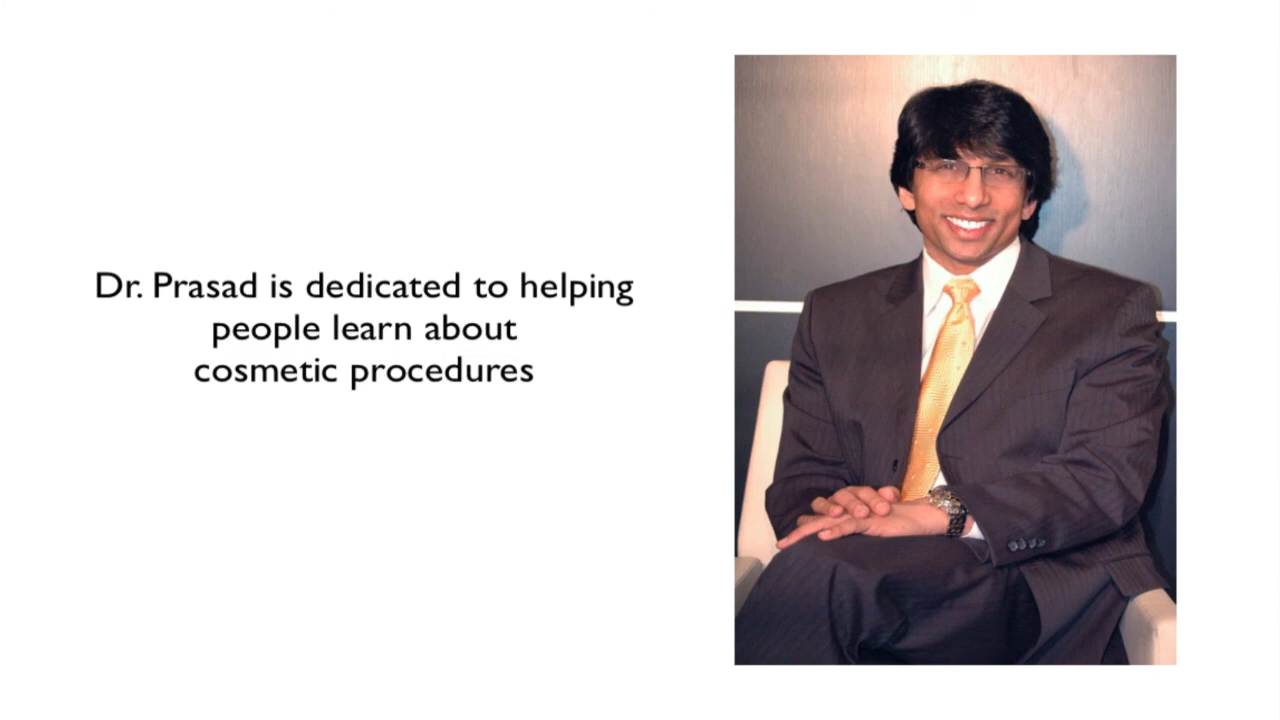 Dr. Prasad is dedicated to helping
people learn about
cosmetic procedures